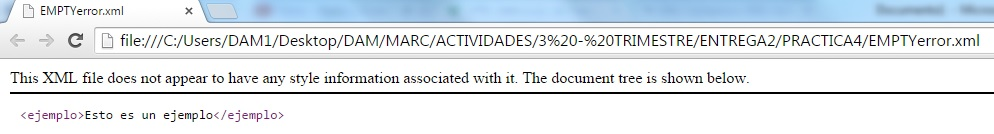 EMPTYerror.xml
file:///C:/Users/DAM1/Desktop/DAM/MARC/ACTIVIDADES/3%20-%20TRIMESTRE/ENTREGA2/PRACTICA4/EMPTYerror.xml
This XML file does not appear to have any style information associated with it. The document tree is shown below.
<ejemplo>Esto es un ejemplo</ejemplo>